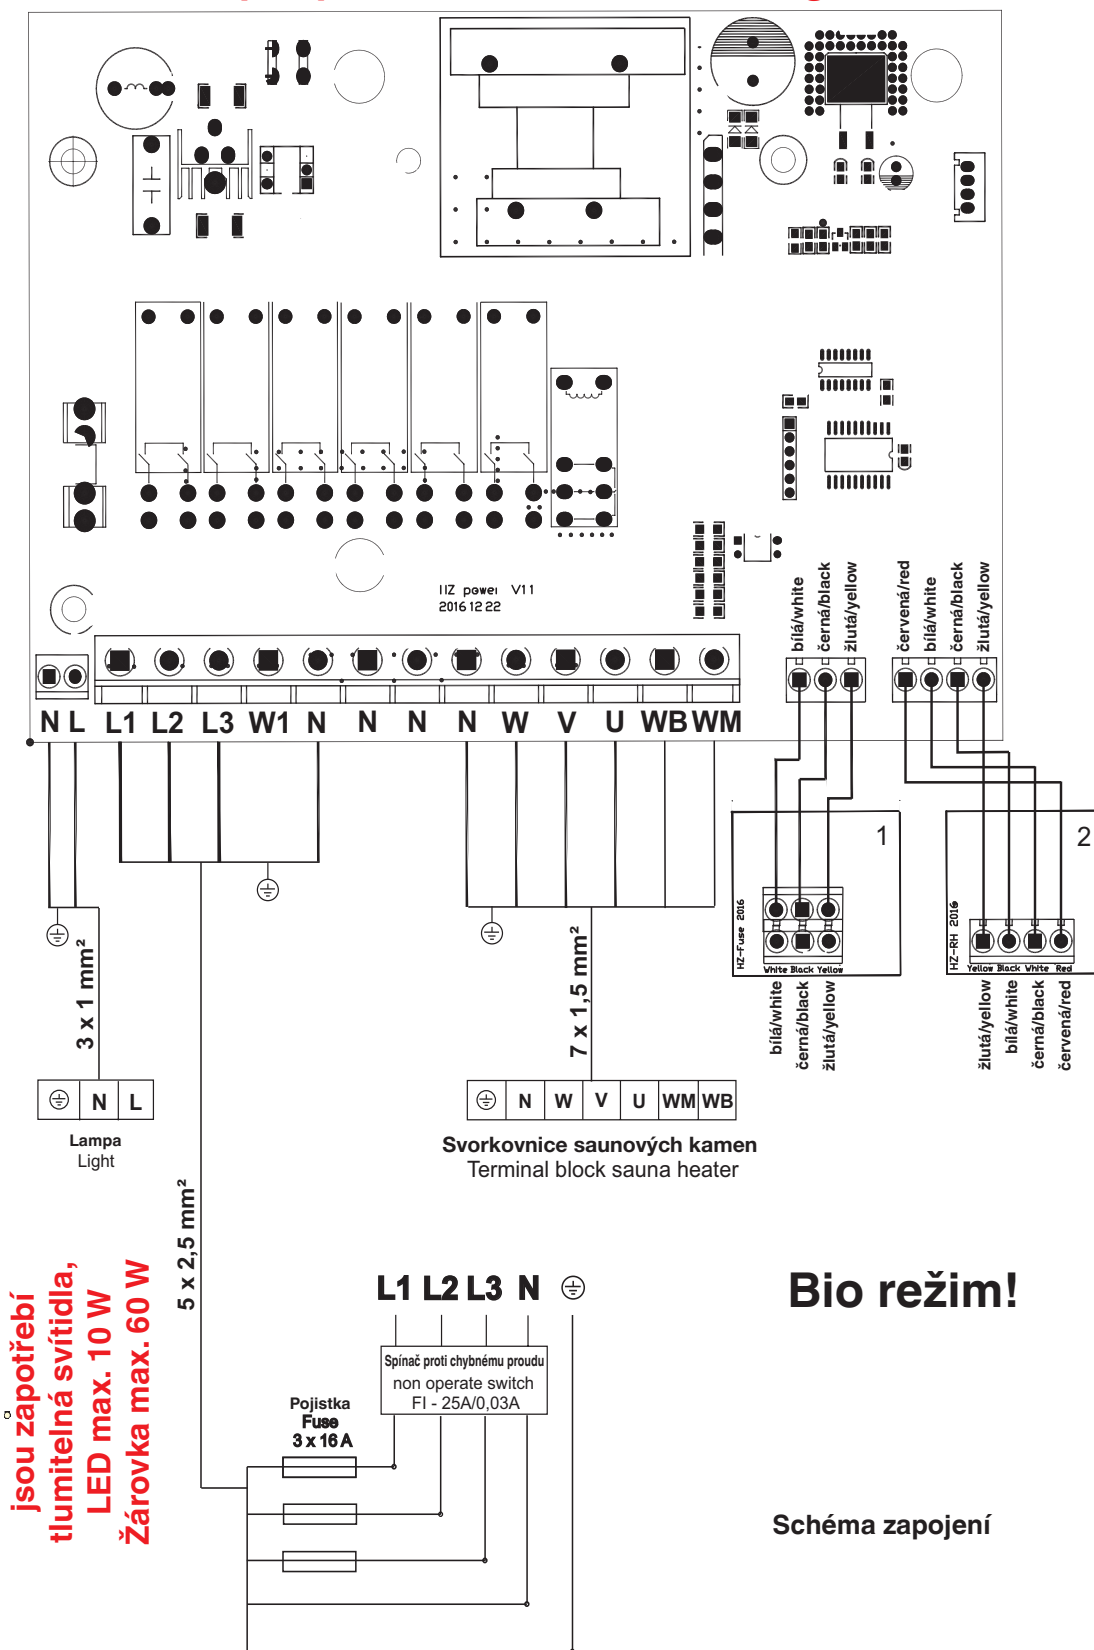 HZ power V1.1
2016 12 22
bílá/white
černá/black
žlutá/yellow
červená/red
bílá/white
černá/black
žlutá/yellow
N L L1 L2 L3 W1 N N N N W V U WB WM
1
HZ-Fuse 2016
White Black Yellow
bílá/white
černá/black
žlutá/yellow
2
HZ-RH 2016
Yellow Black White Red
žlutá/yellow
bílá/white
černá/black
červená/red
3 x 1 mm²
7 x 1,5 mm²
N L
Lampa
Light
N W V U WM WB
Svorkovnice saunových kamen
Terminal block sauna heater
5 x 2,5 mm²
L1 L2 L3 N
Bio režim!
Spínač proti chybnému proudu
non operate switch
FI - 25A/0,03A
Pojistka
Fuse
3 x 16 A
jsou zapotřebí
tlumitelná svítidla,
LED max. 10 W
Žárovka max. 60 W
Schéma zapojení